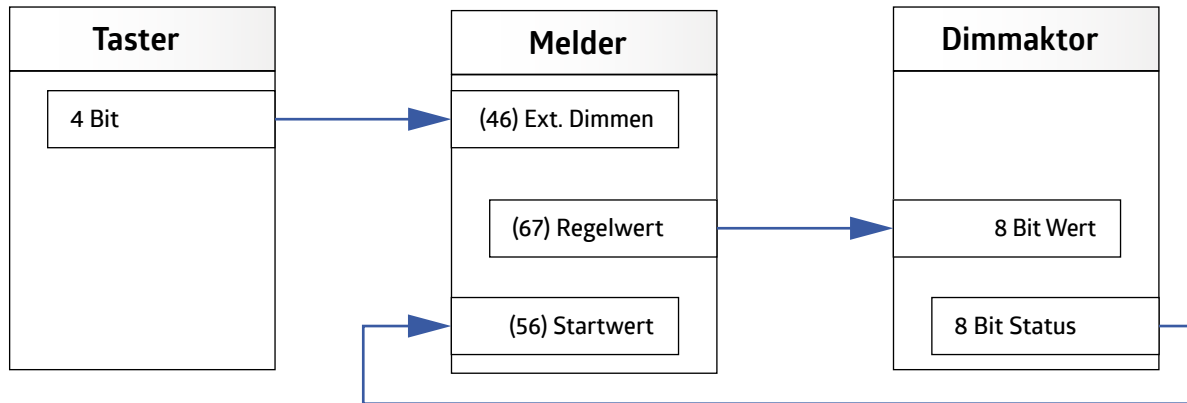 Taster
4 Bit
Melder
(46) Ext. Dimmen
(67) Regelwert
(56) Startwert
Dimmaktor
8 Bit Wert
8 Bit Status